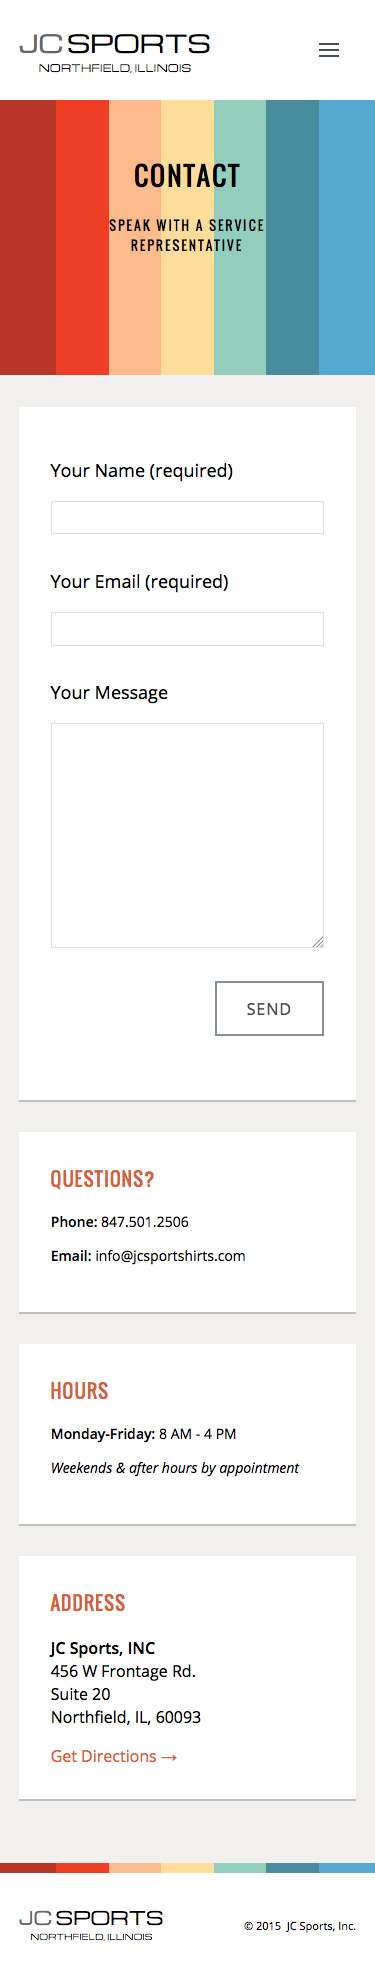 JC SPORTS
NORTHFIELD, ILLINOIS
CONTACT
SPEAK WITH A SERVICE
REPRESENTATIVE
Your Name (required)
Your Email (required)
Your Message
SEND
QUESTIONS?
Phone: 847.501.2506
Email: info@jcsportshirts.com
HOURS
Monday-Friday: 8 AM - 4 PM
Weekends & after hours by appointment
ADDRESS
JC Sports, INC
456 W Frontage Rd.
Suite 20
Northfield, IL, 60093
Get Directions →
JC SPORTS
NORTHFIELD, ILLINOIS
© 2015 JC Sports, Inc.